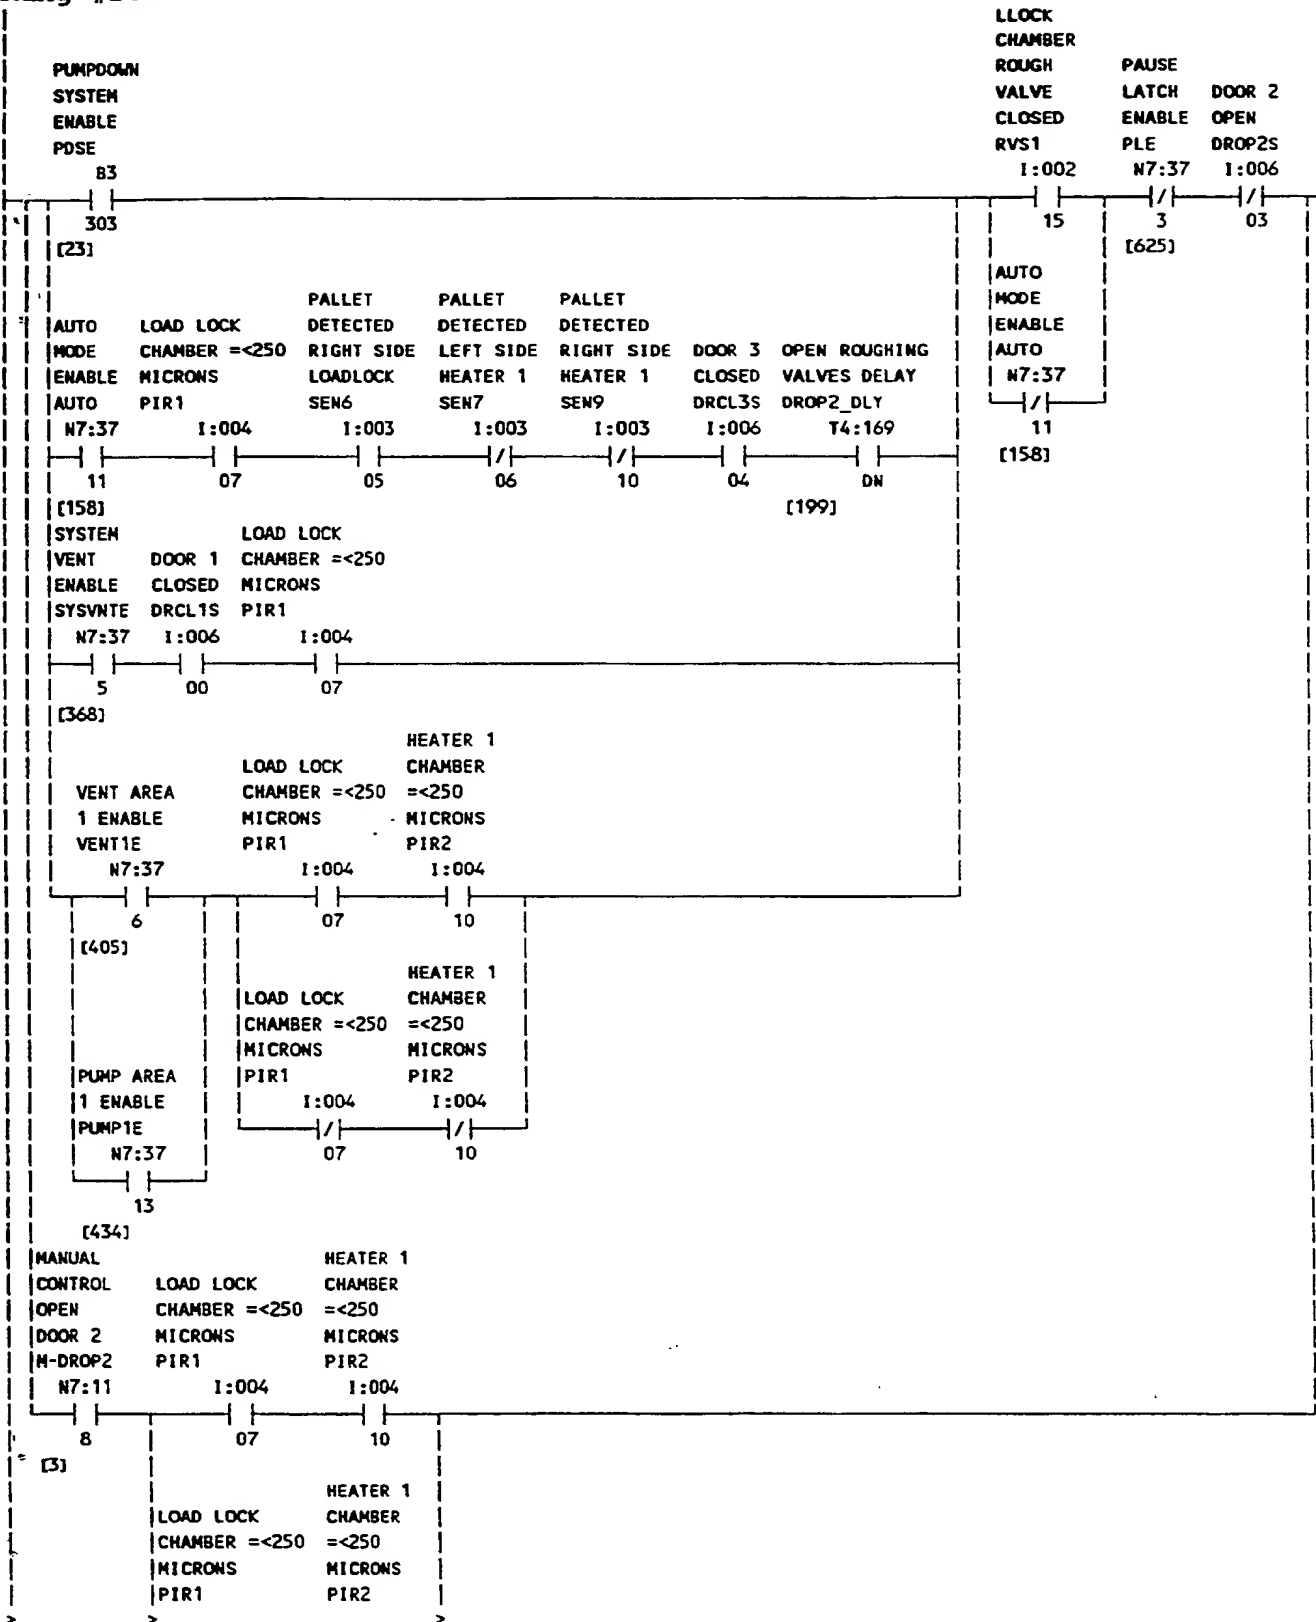 LLOCK
CHAMBER
PUMPDOWN ROUGH PAUSE
SYSTEM VALVE LATCH DOOR 2
ENABLE CLOSED ENABLE OPEN
PDSE RVS1 PLE DROP2S
B3 I:002 N7:37 I:006
303 15 3 03
[23] [625]
AUTO
PALLET PALLET PALLET MODE
AUTO LOAD LOCK DETECTED DETECTED DETECTED ENABLE
MODE CHAMBER =<250 RIGHT SIDE LEFT SIDE RIGHT SIDE DOOR 3 OPEN ROUGHING AUTO
ENABLE MICRONS LOADLOCK HEATER 1 HEATER 1 CLOSED VALVES DELAY N7:37
AUTO PIR1 SEN6 SEN7 SEN9 DRCL3S DROP2_DLY
N7:37 I:004 I:003 I:003 I:003 I:006 T4:169 11
11 07 05 06 10 04 DN [158]
[158] [199]
SYSTEM LOAD LOCK
VENT DOOR 1 CHAMBER =<250
ENABLE CLOSED MICRONS
SYSVNTE DRCL1S PIR1
N7:37 I:006 I:004
5 00 07
[368]
HEATER 1
LOAD LOCK CHAMBER
VENT AREA CHAMBER =<250 =<250
1 ENABLE MICRONS MICRONS
VENT1E PIR1 PIR2
N7:37 I:004 I:004
6 07 10
[405]
HEATER 1
LOAD LOCK CHAMBER
CHAMBER =<250 =<250
MICRONS MICRONS
PUMP AREA PIR1 PIR2
1 ENABLE I:004 I:004
PUMP1E
N7:37 07 10
13
[434]
MANUAL HEATER 1
CONTROL LOAD LOCK CHAMBER
OPEN CHAMBER =<250 =<250
DOOR 2 MICRONS MICRONS
M-DROP2 PIR1 PIR2
N7:11 I:004 I:004
8 07 10
[3]
HEATER 1
LOAD LOCK CHAMBER
CHAMBER =<250 =<250
MICRONS MICRONS
PIR1 PIR2